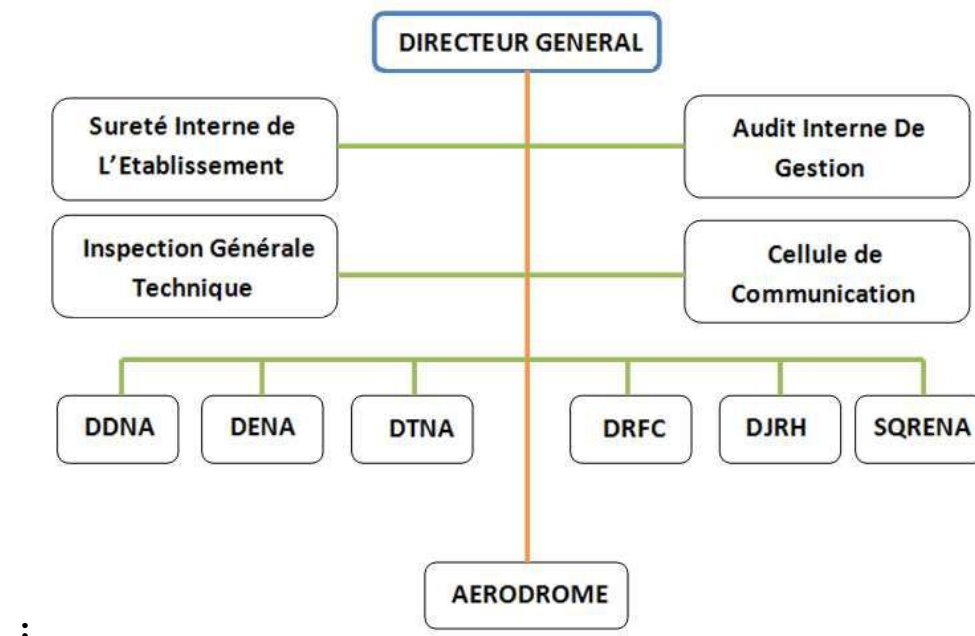 DIRECTEUR GENERAL
Sureté Interne de
L'Etablissement
Audit Interne De
Gestion
Inspection Générale
Technique
Cellule de
Communication
DDNA
DENA
DTNA
DRFC
DJRH
SQRENA
AERODROME
: